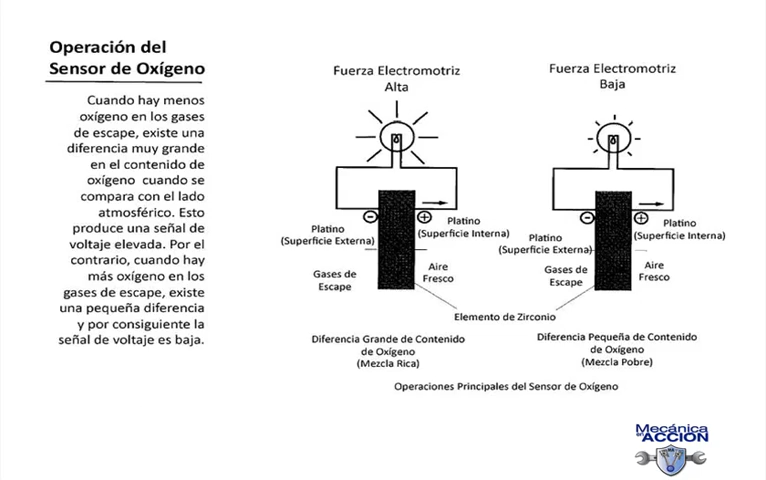 Operación del
Sensor de Oxígeno
Cuando hay menos
oxígeno en los gases
de escape, existe una
diferencia muy grande
en el contenido de
oxígeno cuando se
compara con el lado
atmosférico. Esto
produce una señal de
voltaje elevada. Por el
contrario, cuando hay
más oxígeno en los
gases de escape, existe
una pequeña diferencia
y por consiguiente la
señal de voltaje es baja.
Fuerza Electromotriz
Alta
Platino
(Superficie Externa)
Platino
(Superficie Interna)
Gases de
Escape
Aire
Fresco
Fuerza Electromotriz
Baja
Platino
(Superficie Externa)
Platino
(Superficie Interna)
Gases de
Escape
Aire
Fresco
Elemento de Zirconio
Diferencia Grande de Contenido
de Oxígeno
(Mezcla Rica)
Diferencia Pequeña de Contenido
de Oxígeno
(Mezcla Pobre)
Operaciones Principales del Sensor de Oxígeno
Mecánica
en ACCIÓN